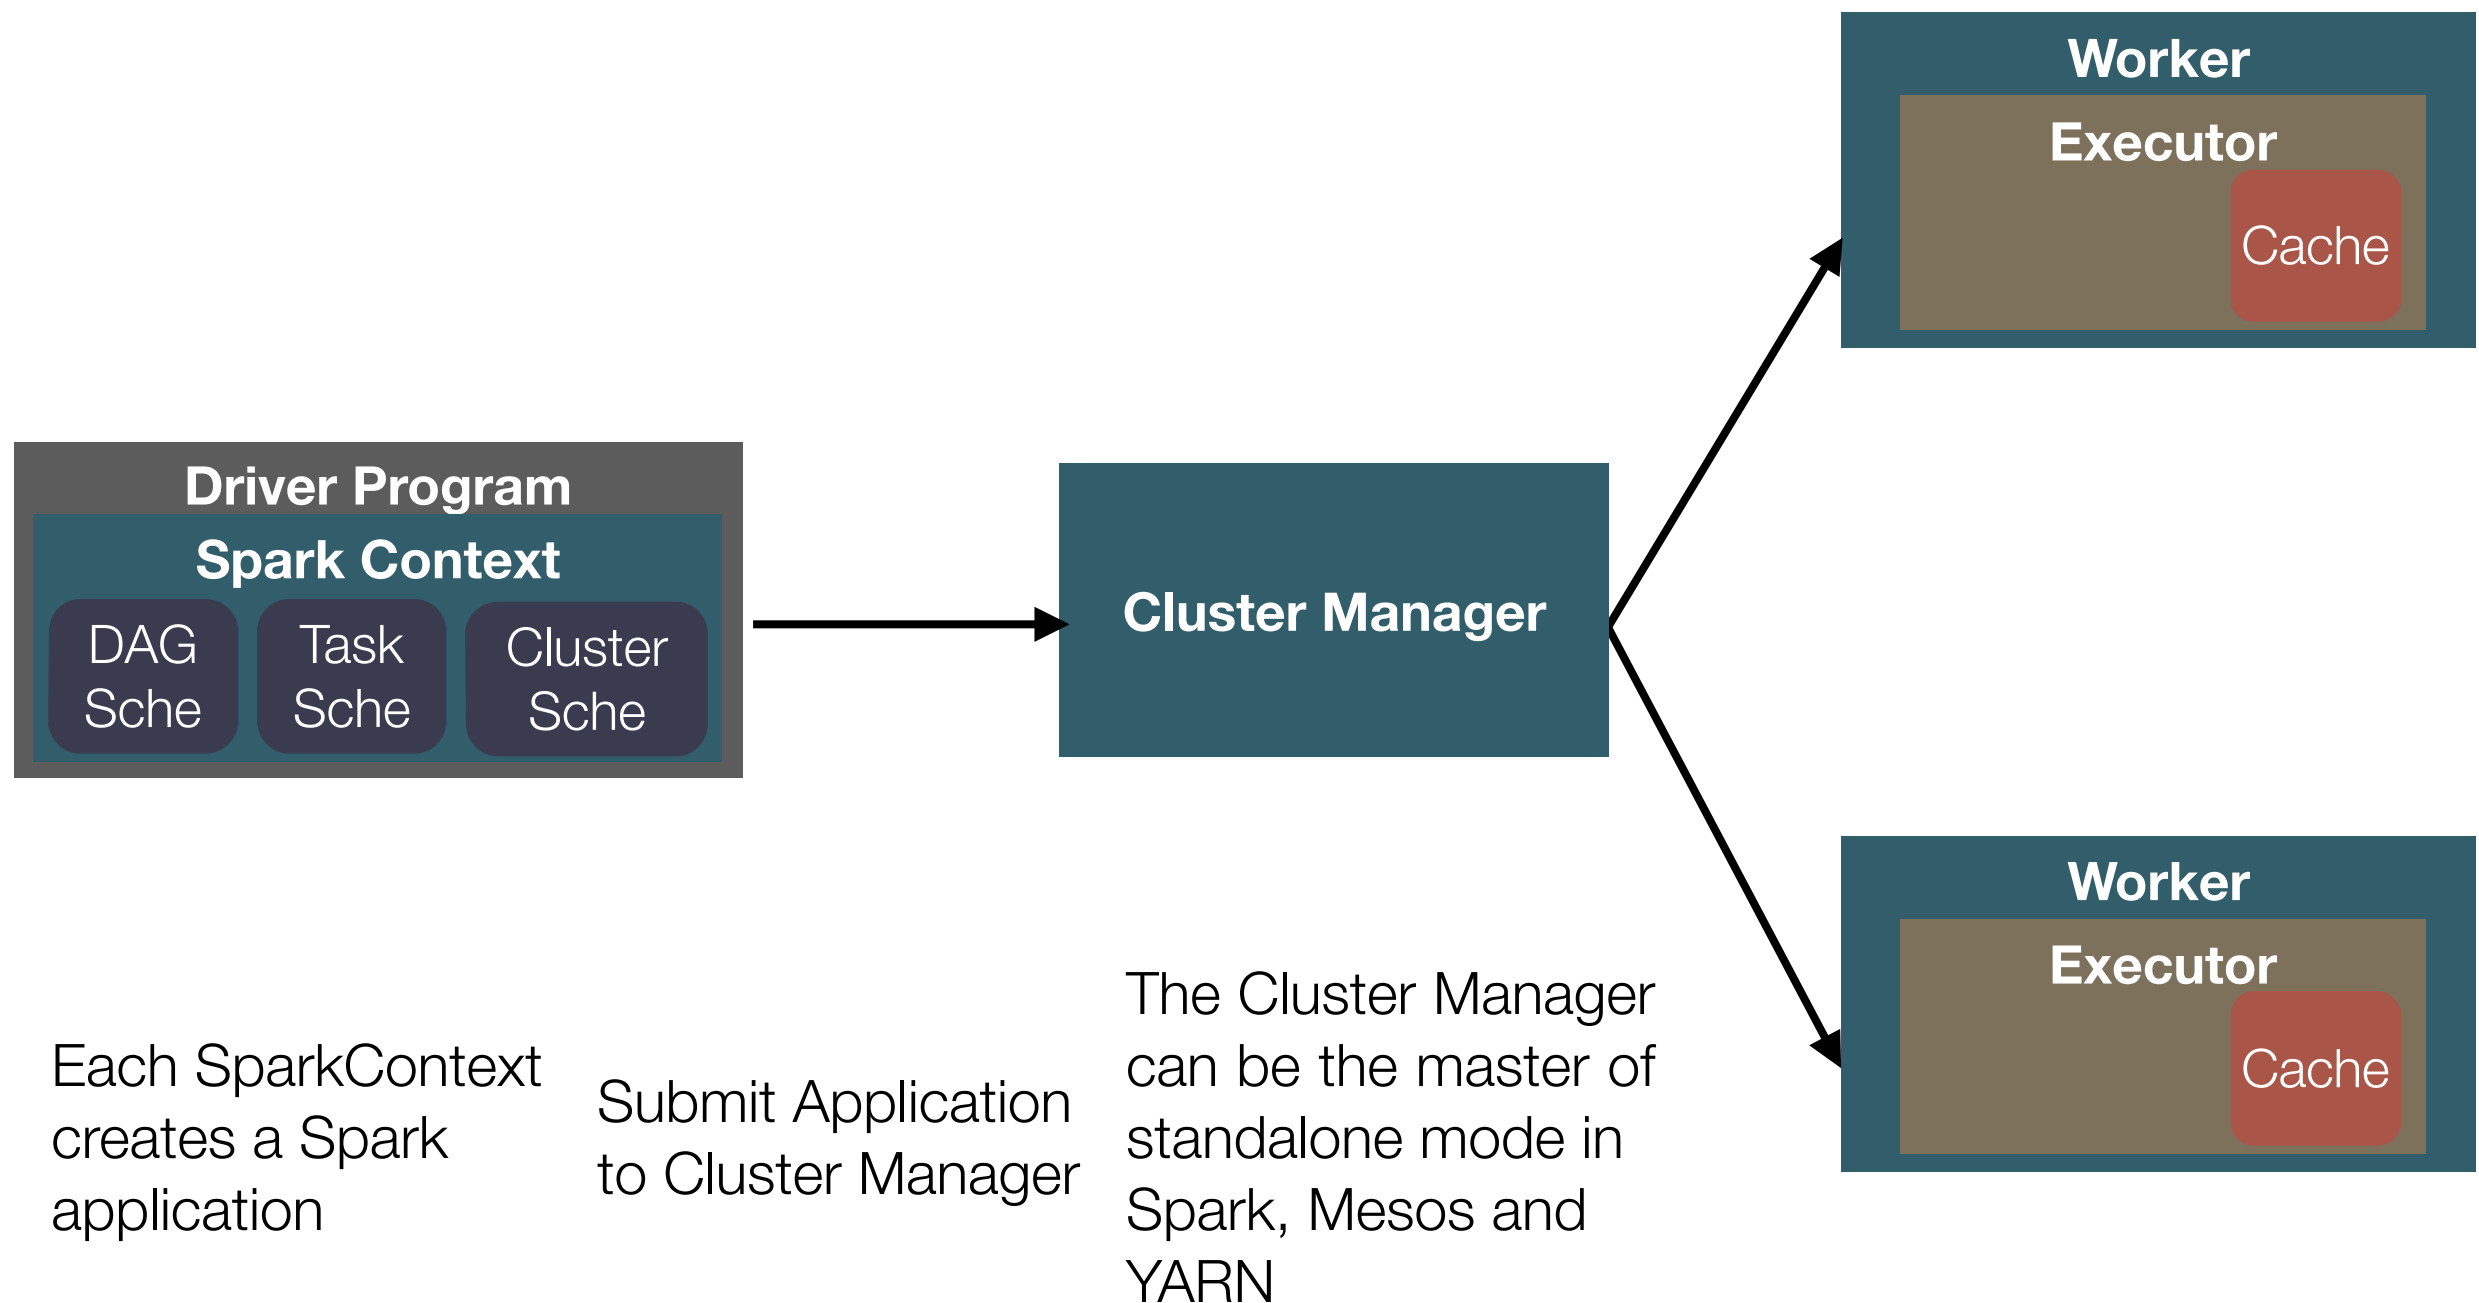 Worker
Executor
Cache
Driver Program
Spark Context
DAG
Sche
Task
Sche
Cluster
Sche
Cluster Manager
Worker
Executor
Cache
Each SparkContext
creates a Spark
application
Submit Application
to Cluster Manager
The Cluster Manager
can be the master of
standalone mode in
Spark, Mesos and
YARN